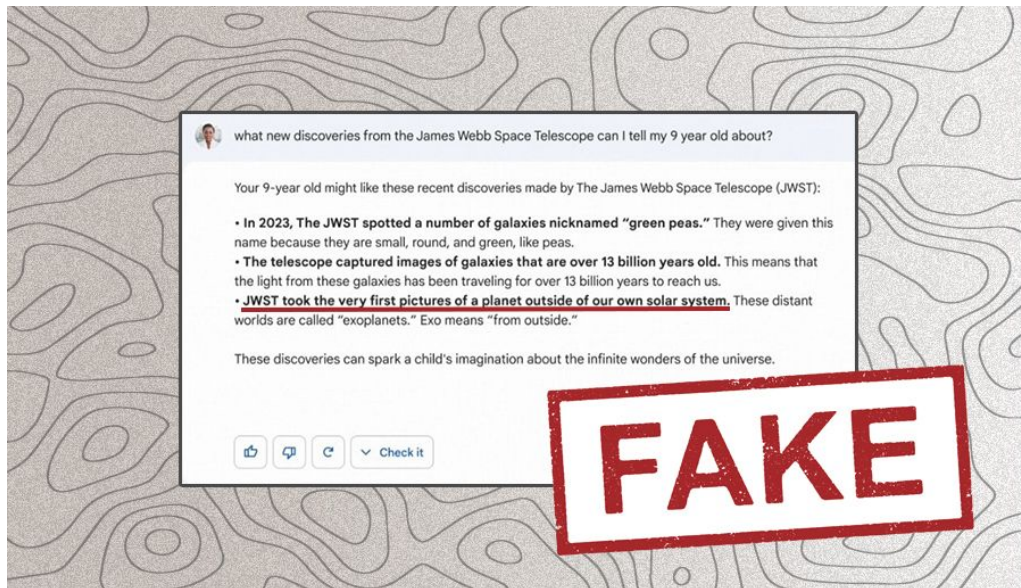 what new discoveries from the James Webb Space Telescope can I tell my 9 year old about?
Your 9-year old might like these recent discoveries made by The James Webb Space Telescope (JWST):
• In 2023, The JWST spotted a number of galaxies nicknamed “green peas.” They were given this
name because they are small, round, and green, like peas.
• The telescope captured images of galaxies that are over 13 billion years old. This means that
the light from these galaxies has been traveling for over 13 billion years to reach us.
• JWST took the very first pictures of a planet outside of our own solar system. These distant
worlds are called “exoplanets.” Exo means “from outside.”
These discoveries can spark a child's imagination about the infinite wonders of the universe.
Check it
FAKE